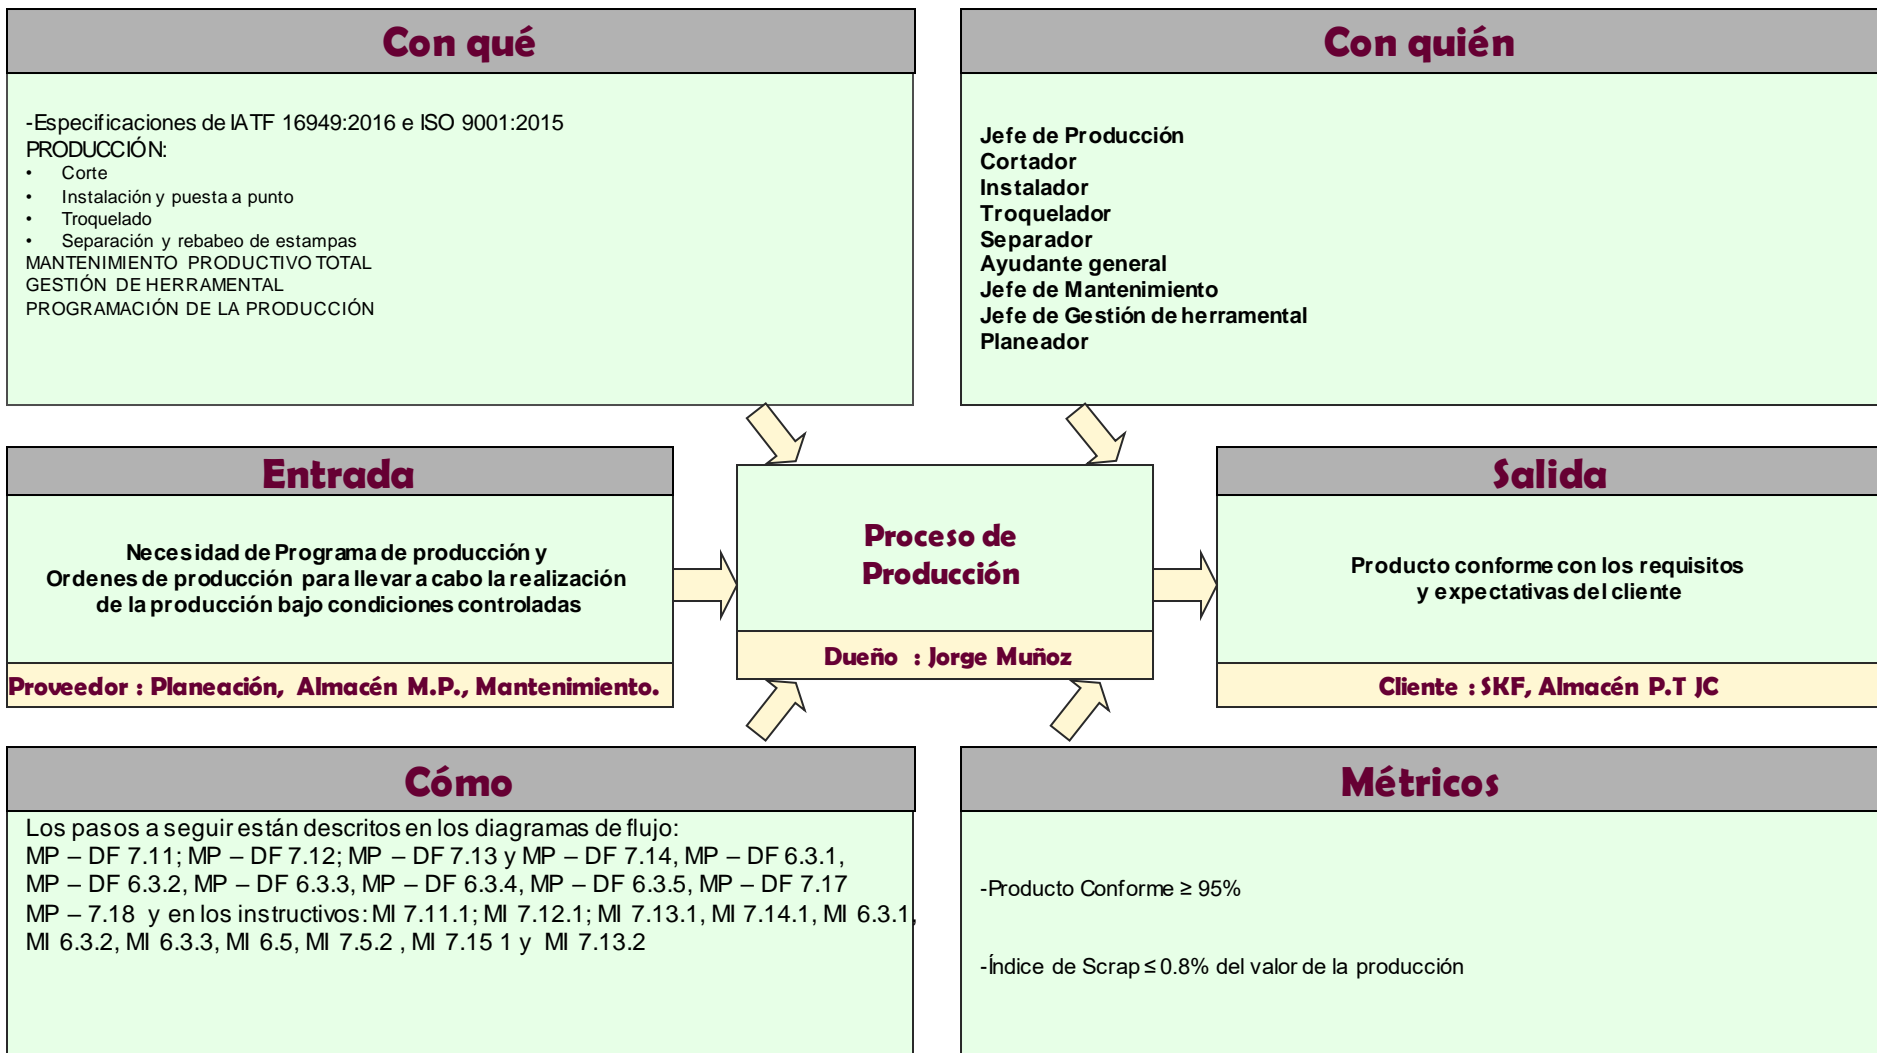 Con qué
-Especificaciones de IATF 16949:2016 e ISO 9001:2015
PRODUCCIÓN:
• Corte
• Instalación y puesta a punto
• Troquelado
• Separación y rebabeo de estampas
MANTENIMIENTO PRODUCTIVO TOTAL
GESTIÓN DE HERRAMENTAL
PROGRAMACIÓN DE LA PRODUCCIÓN
Con quién
Jefe de Producción
Cortador
Instalador
Troquelador
Separador
Ayudante general
Jefe de Mantenimiento
Jefe de Gestión de herramental
Planeador
Entrada
Necesidad de Programa de producción y
Ordenes de producción para llevar a cabo la realización
de la producción bajo condiciones controladas
Proveedor : Planeación, Almacén M.P., Mantenimiento.
Proceso de
Producción
Dueño : Jorge Muñoz
Salida
Producto conforme con los requisitos
y expectativas del cliente
Cliente : SKF, Almacén P.T JC
Cómo
Los pasos a seguir están descritos en los diagramas de flujo:
MP – DF 7.11; MP – DF 7.12; MP – DF 7.13 y MP – DF 7.14, MP – DF 6.3.1,
MP – DF 6.3.2, MP – DF 6.3.3, MP – DF 6.3.4, MP – DF 6.3.5, MP – DF 7.17
MP – 7.18 y en los instructivos: MI 7.11.1; MI 7.12.1; MI 7.13.1, MI 7.14.1, MI 6.3.1,
MI 6.3.2, MI 6.3.3, MI 6.5, MI 7.5.2 , MI 7.15 1 y MI 7.13.2
Métricos
-Producto Conforme ≥ 95%
-Índice de Scrap ≤ 0.8% del valor de la producción